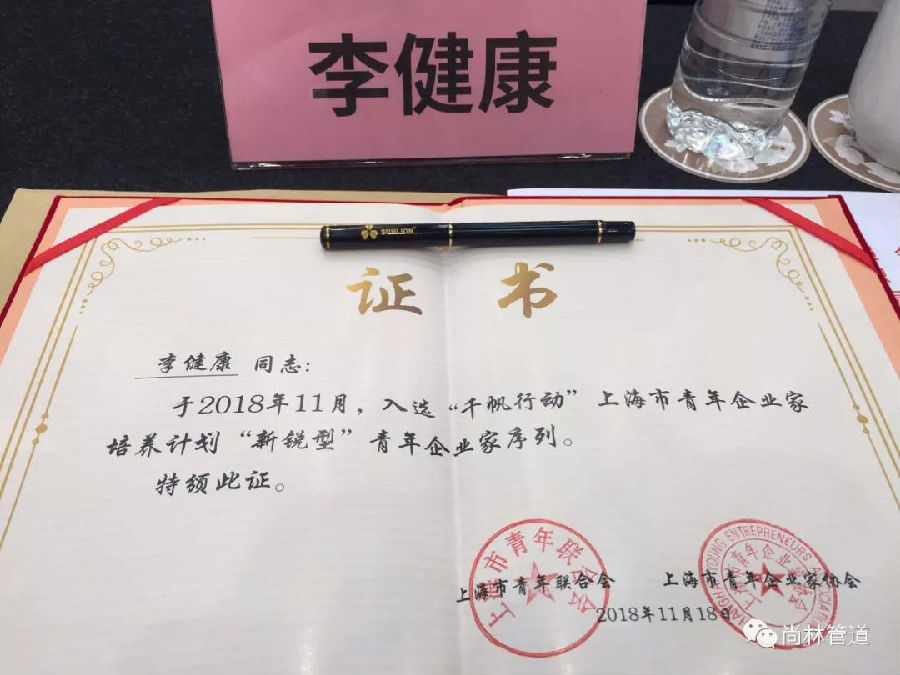 李健康
SUNLION
证书
李健康 同志：
于2018年11月，入选“千帆行动”上海市青年企业家
培养计划“新锐型”青年企业家序列。
特颁此证。
上海市青年联合会 上海市青年企业家协会
2018年11月18日
上海市青年联合会
尚林管道